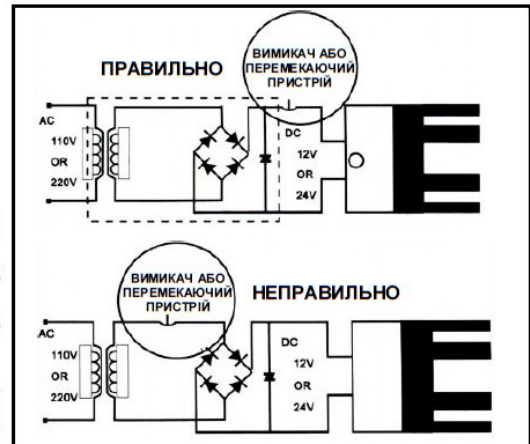 ПРАВИЛЬНО
ВИМИКАЧ АБО
ПЕРЕМЕКАЮЧИЙ
ПРИСТРІЙ
AC
110V
OR
220V
DC
12V
OR
24V
ВИМИКАЧ АБО
ПЕРЕМЕКАЮЧИЙ
ПРИСТРІЙ
НЕПРАВИЛЬНО
AC
110V
OR
220V
DC
12V
OR
24V